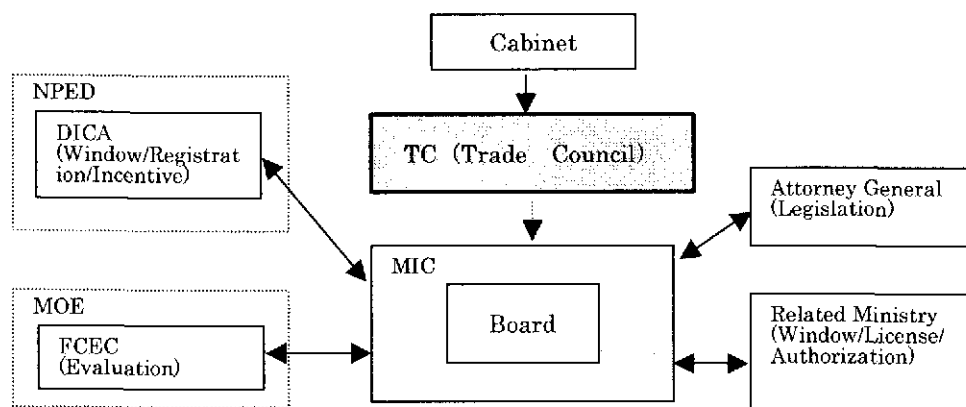 Cabinet
NPED
DICA
(Window/Registrat
ion/Incentive)
TC (Trade Council)
Attorney General
(Legislation)
MIC
Board
MOE
FCEC
(Evaluation)
Related Ministry
(Window/License/
Authorization)